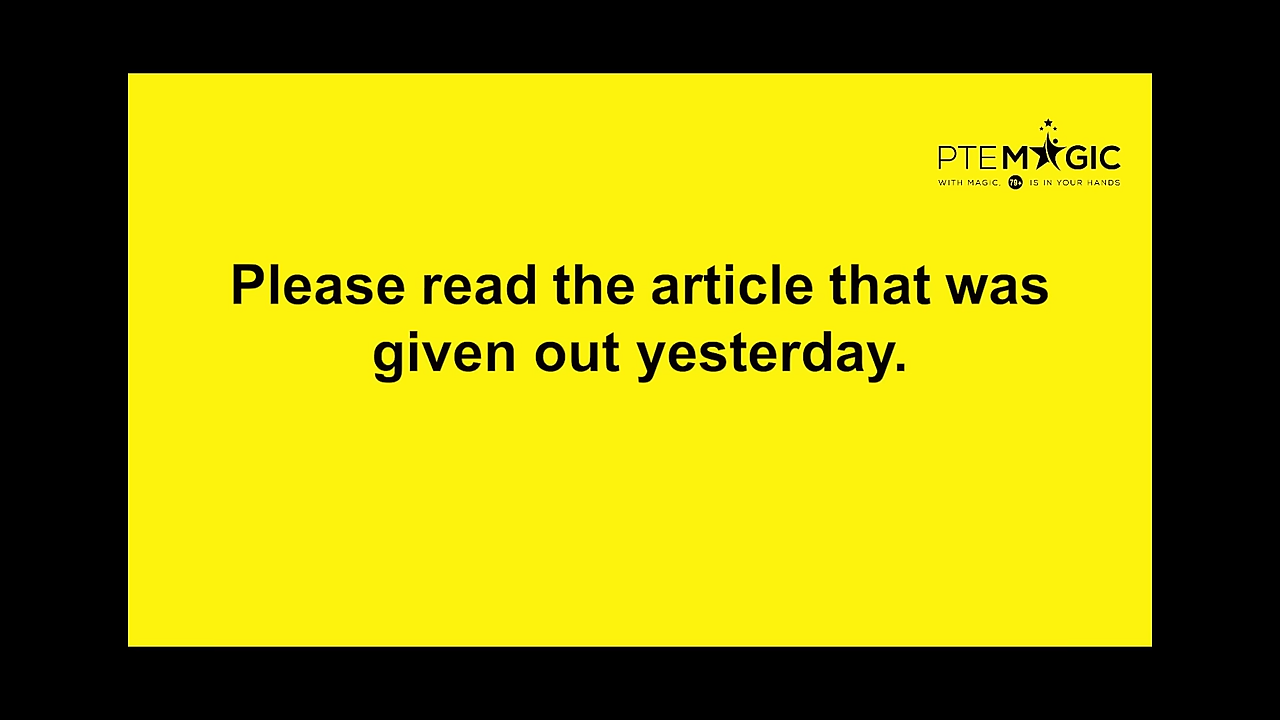 PTEMAGIC
WITH MAGIC, 79+ IS IN YOUR HANDS
Please read the article that was
given out yesterday.